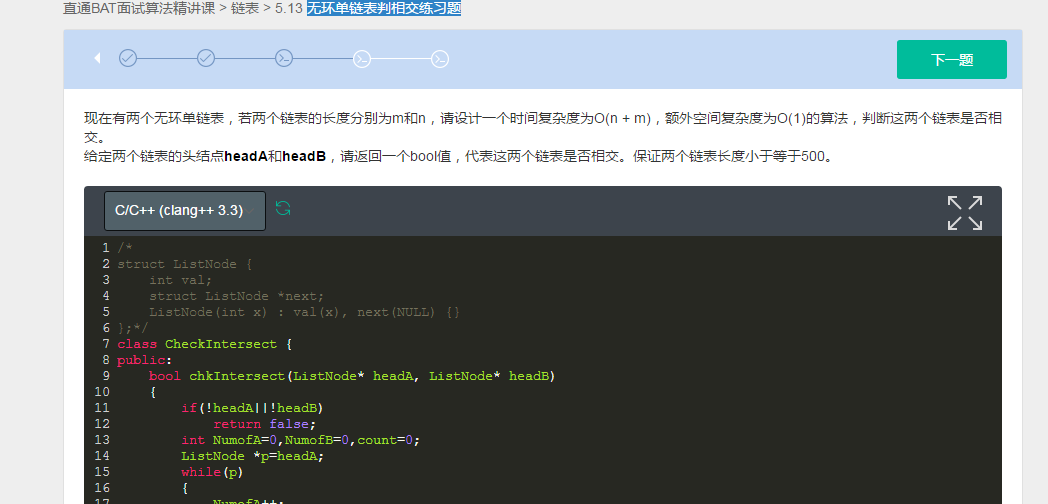 直通BAT面试算法精讲课 > 链表 > 5.13 无环单链表判相交练习题
下一题
现在有两个无环单链表，若两个链表的长度分别为m和n，请设计一个时间复杂度为O(n + m)，额外空间复杂度为O(1)的算法，判断这两个链表是否相
交。
给定两个链表的头结点headA和headB，请返回一个bool值，代表这两个链表是否相交。保证两个链表长度小于等于500。
C/C++ (clang++ 3.3)
1 /*
2 struct ListNode {
3     int val;
4     struct ListNode *next;
5     ListNode(int x) : val(x), next(NULL) {}
6 };*/
7 class CheckIntersect {
8 public:
9     bool chkIntersect(ListNode* headA, ListNode* headB)
10     {
11         if(!headA||!headB)
12             return false;
13         int NumofA=0,NumofB=0,count=0;
14         ListNode *p=headA;
15         while(p)
16         {
17             NumofA++;